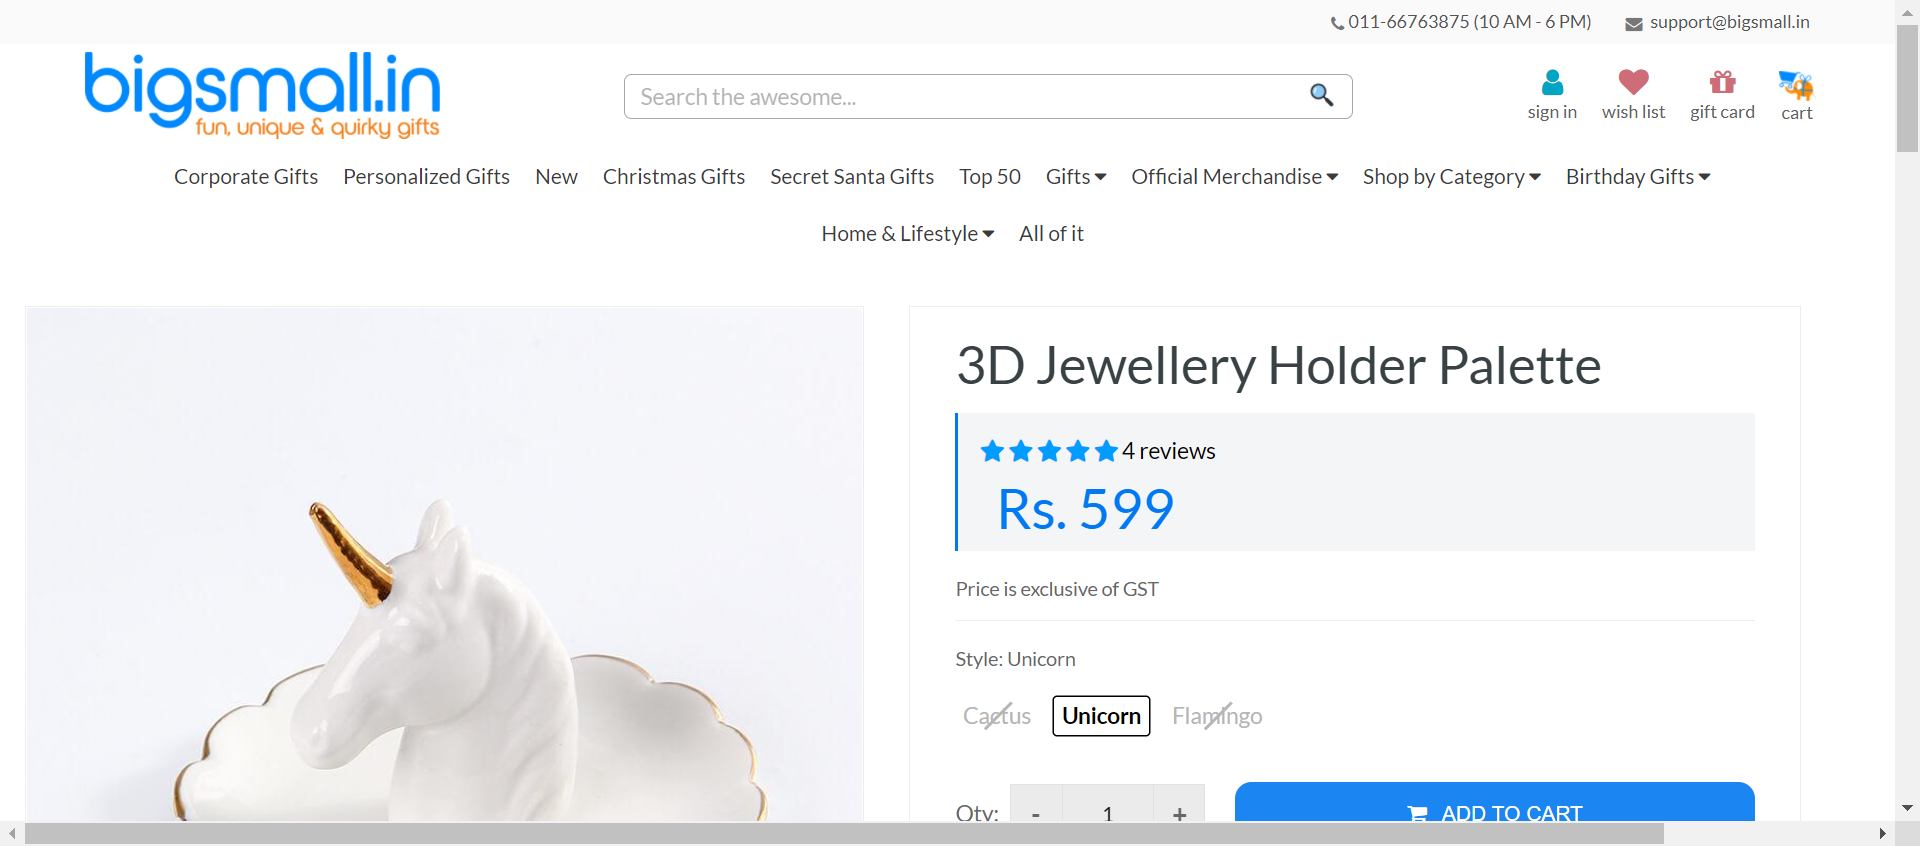 011-66763875 (10 AM - 6 PM) support@bigsmall.in
bigsmall.in
fun, unique & quirky gifts
Search the awesome...
sign in wish list gift card cart
Corporate Gifts Personalized Gifts New Christmas Gifts Secret Santa Gifts Top 50 Gifts Official Merchandise Shop by Category Birthday Gifts
Home & Lifestyle All of it
3D Jewellery Holder Palette
4 reviews
Rs. 599
Price is exclusive of GST
Style: Unicorn
Cactus Unicorn Flamingo
Qty: - 1 + ADD TO CART